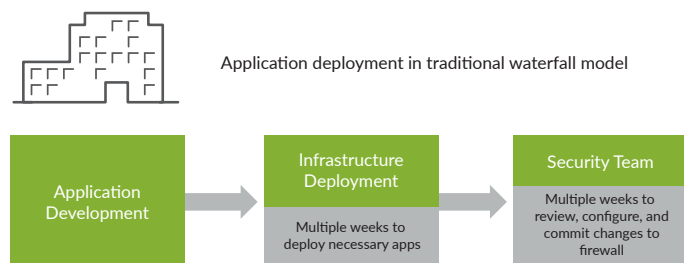 Application deployment in traditional waterfall model
Application
Development
Infrastructure
Deployment
Multiple weeks to
deploy necessary apps
Security Team
Multiple weeks to
review, configure, and
commit changes to
firewall